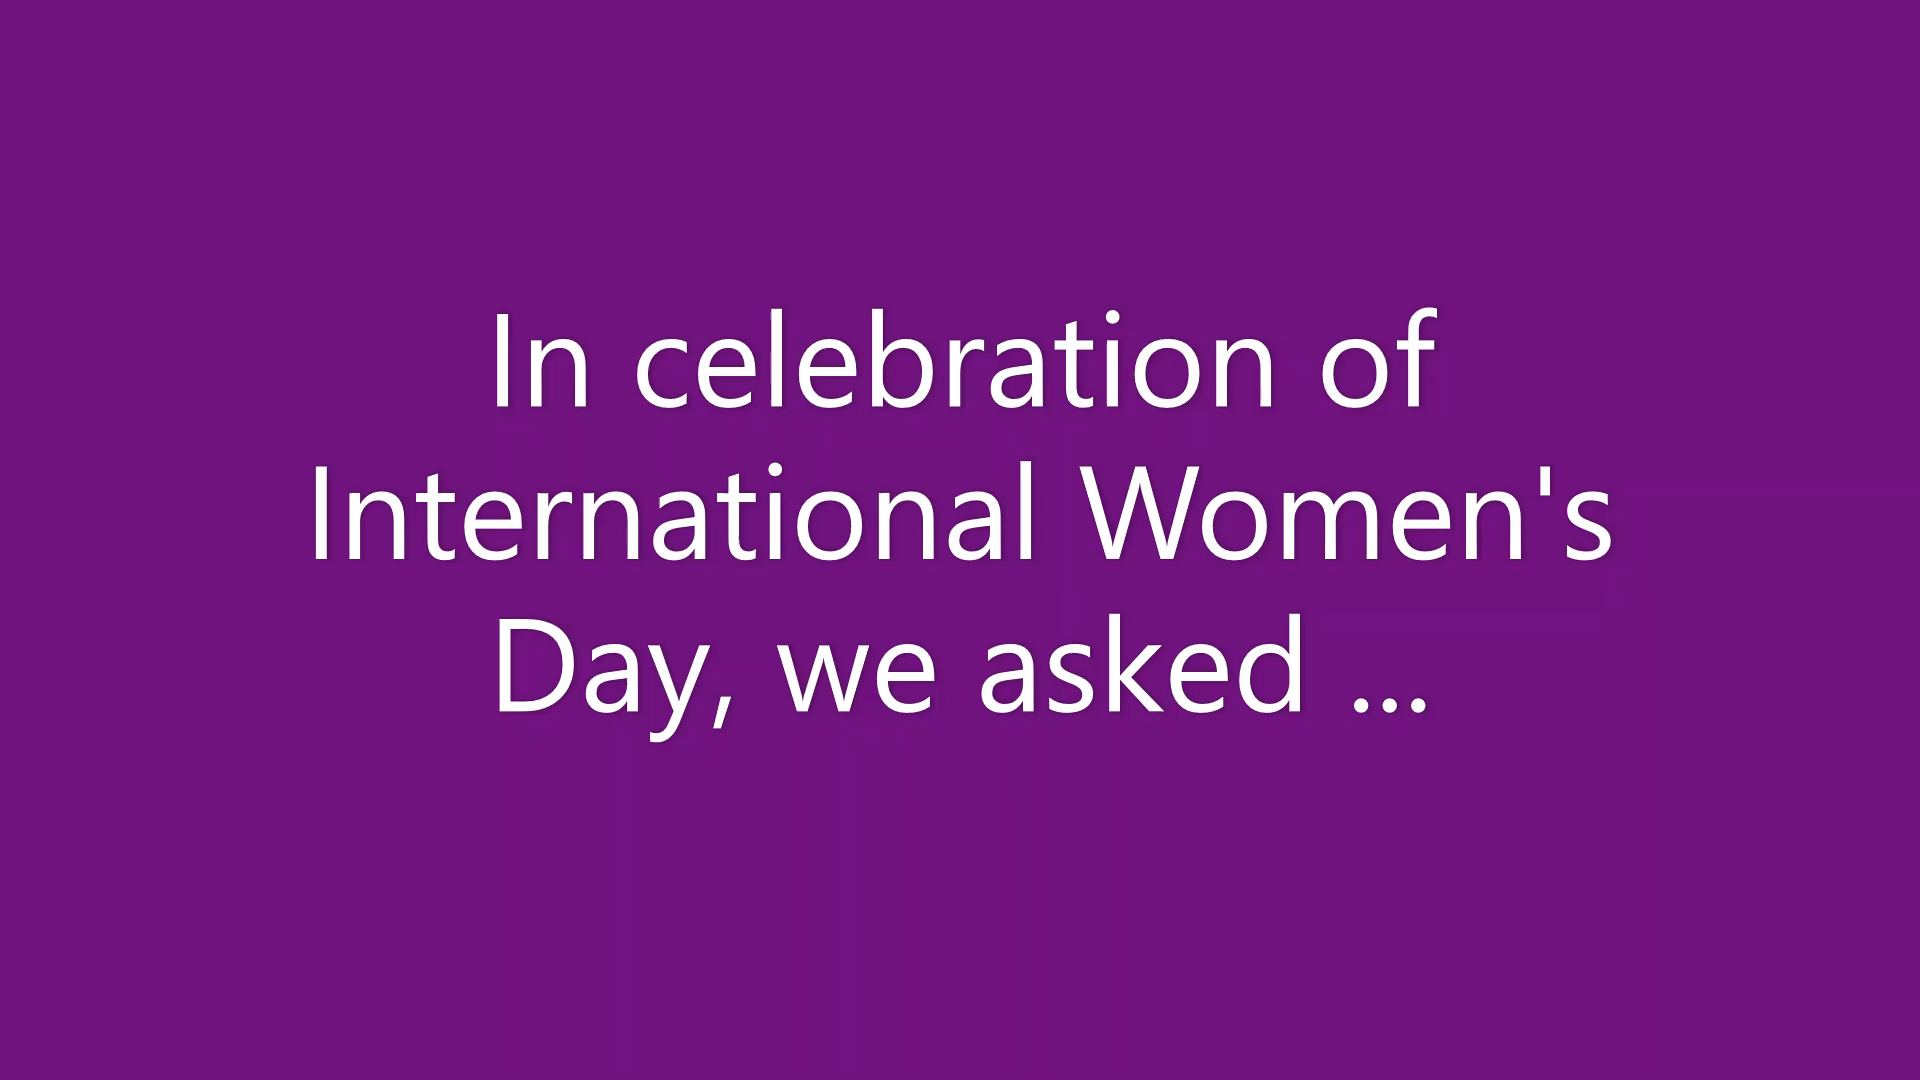 In celebration of
International Women's
Day, we asked ...